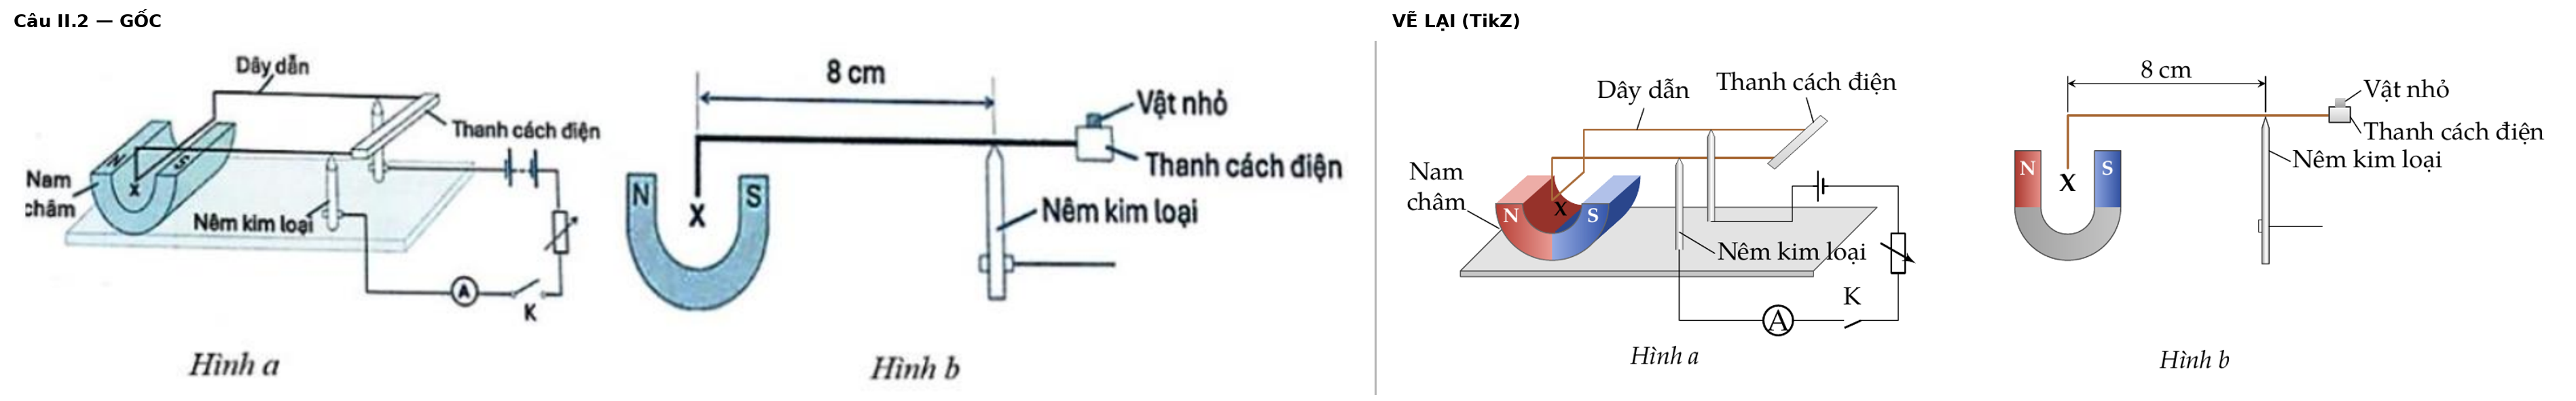 Câu II.2 — GỐC
Dây dẫn
Thanh cách điện
N
S
X
Nam
châm
Nêm kim loại
A
K
Hình a
8 cm
Vật nhỏ
Thanh cách điện
N
S
X
Nêm kim loại
Hình b
VẼ LẠI (TikZ)
Dây dẫn
Thanh cách điện
Nam
châm
X
N
S
Nêm kim loại
K
A
Hình a
8 cm
Vật nhỏ
Thanh cách điện
Nêm kim loại
N
S
X
Hình b